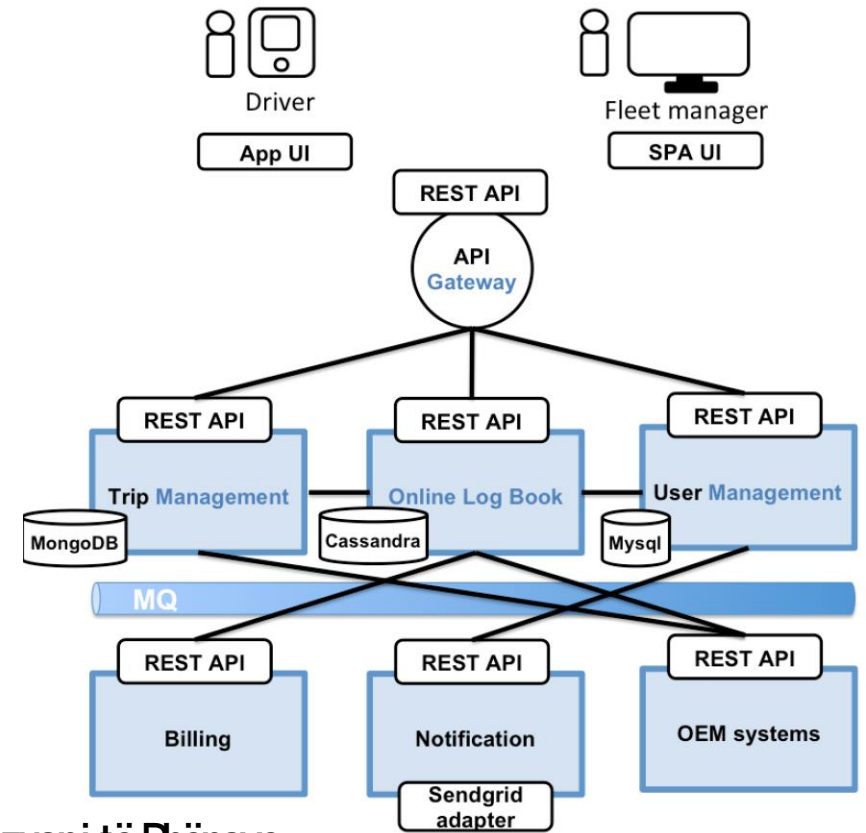 Driver
Fleet manager
App UI
SPA UI
REST API
API
Gateway
REST API
REST API
REST API
Trip Management
Online Log Book
User Management
MongoDB
Cassandra
Mysql
MQ
REST API
REST API
REST API
Billing
Notification
OEM systems
Sendgrid
adapter